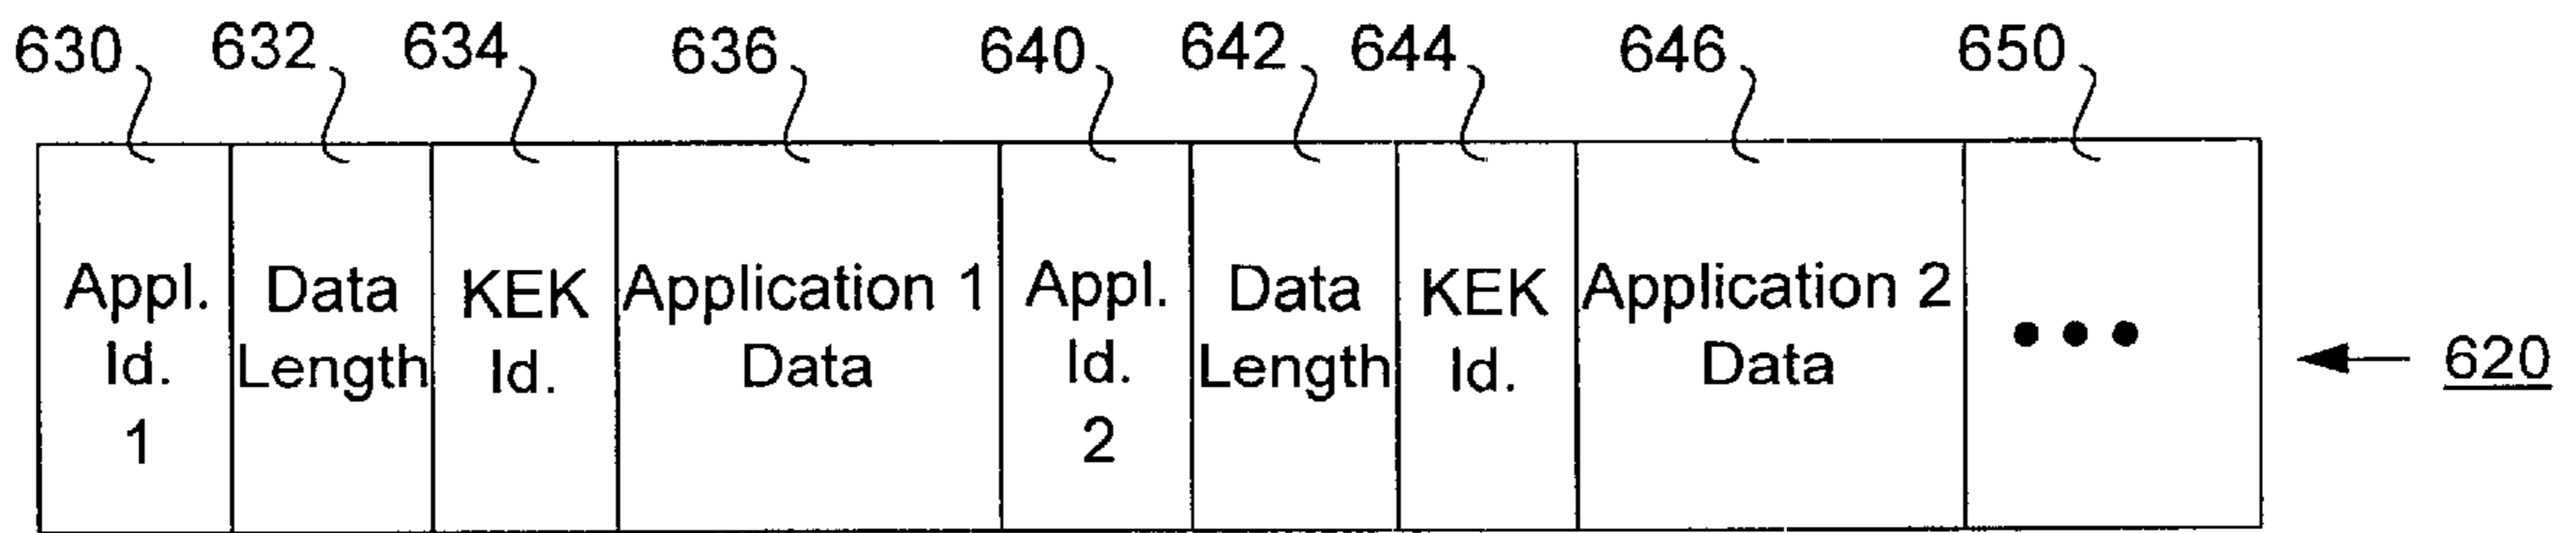 630 632 634 636 640 642 644 646 650
Appl. Data KEK Application 1 Appl. Data KEK Application 2
Id. Length Id. Data Id. Length Id. Data ●●●
1 2
620